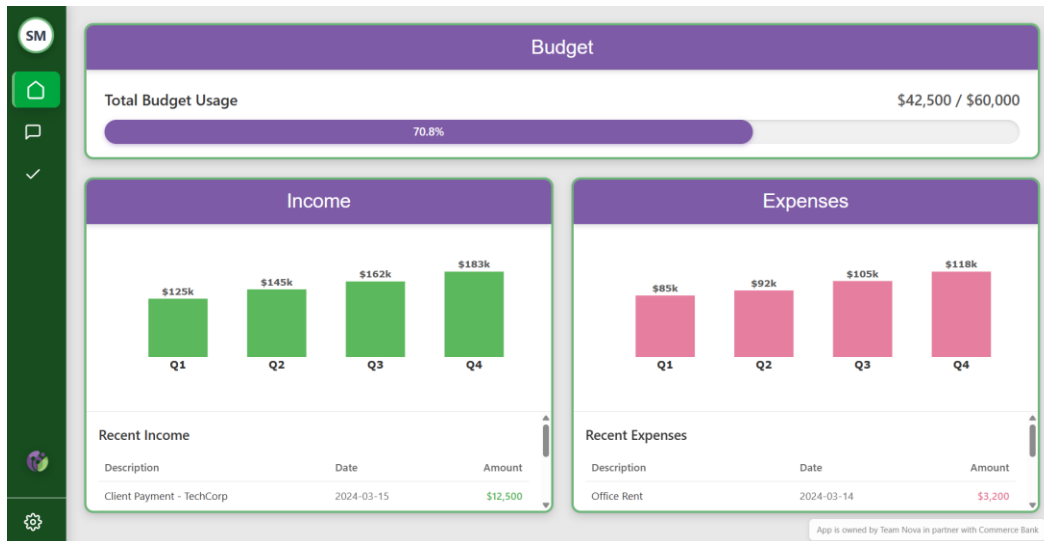 SM
Budget
Total Budget Usage $42,500 / $60,000
70.8%
Income
$125k $145k $162k $183k
Q1 Q2 Q3 Q4
Recent Income
Description Date Amount
Client Payment - TechCorp 2024-03-15 $12,500
Expenses
$85k $92k $105k $118k
Q1 Q2 Q3 Q4
Recent Expenses
Description Date Amount
Office Rent 2024-03-14 $3,200
App is owned by Team Nova in partner with Commerce Bank